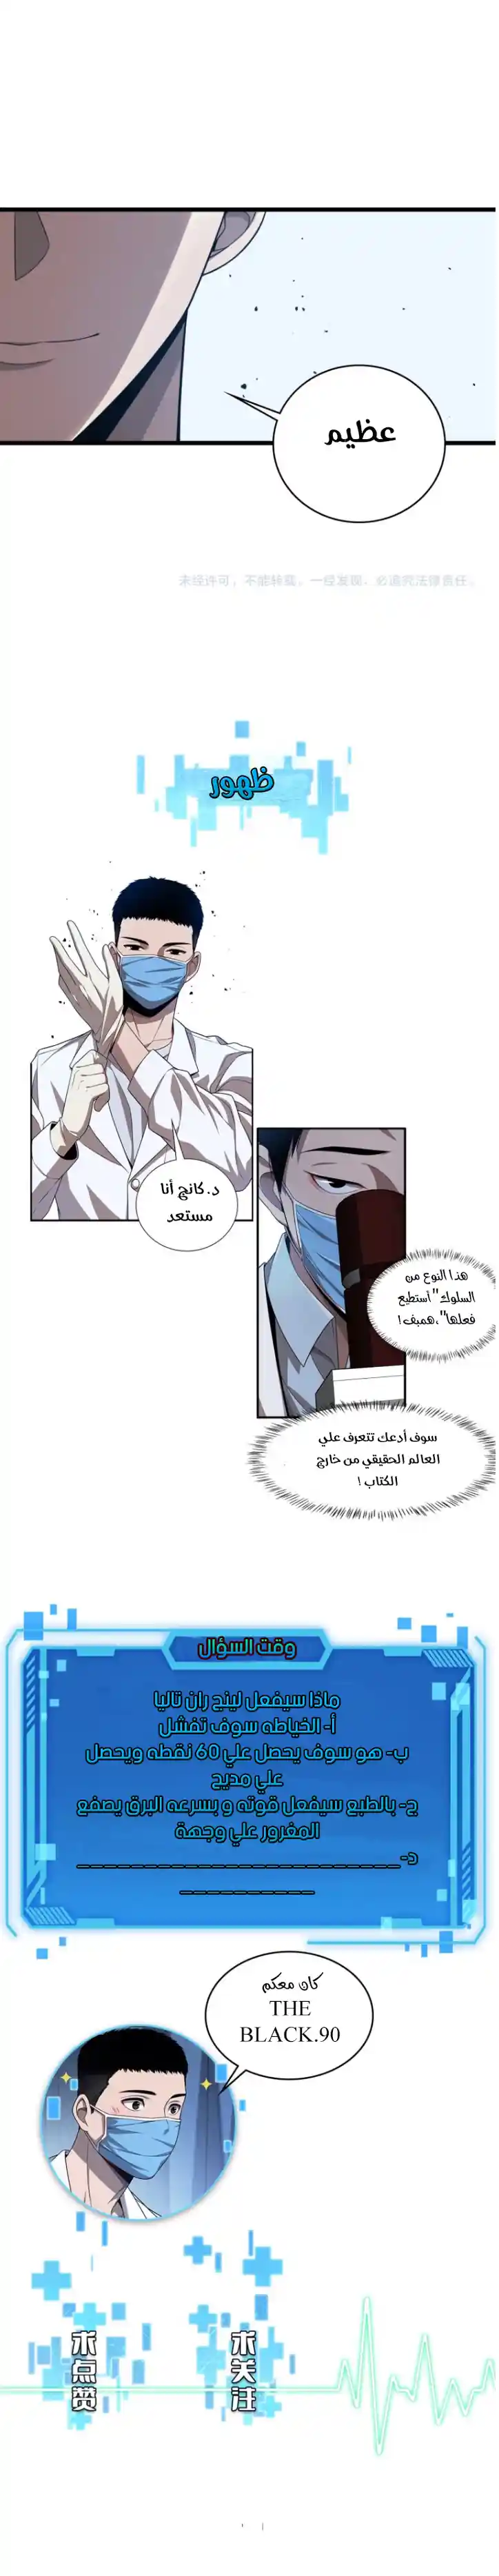 عظيم
未经许可，不能转载。一经发现，必追究法律责任。
ظهور
د.كانج أنا
مستعد
هذا النوع من
السلوك" أستطيع
فعلها",همبف !
سوف أدعك تتعرف علي
العالم الحقيقي من خارج
الكتاب !
وقت السؤال
ماذا سيفعل لينج ران تاليا
أ- الخياطه سوف تفشل
ب- هو سوف يحصل علي 60 نقطه ويحصل
علي مديح
ج- بالطبع سيفعل قوته و بسرعه البرق يصفع
المغرور علي وجهة
د-________________________
__________
كان معكم
THE
BLACK.90
求点赞
求关注